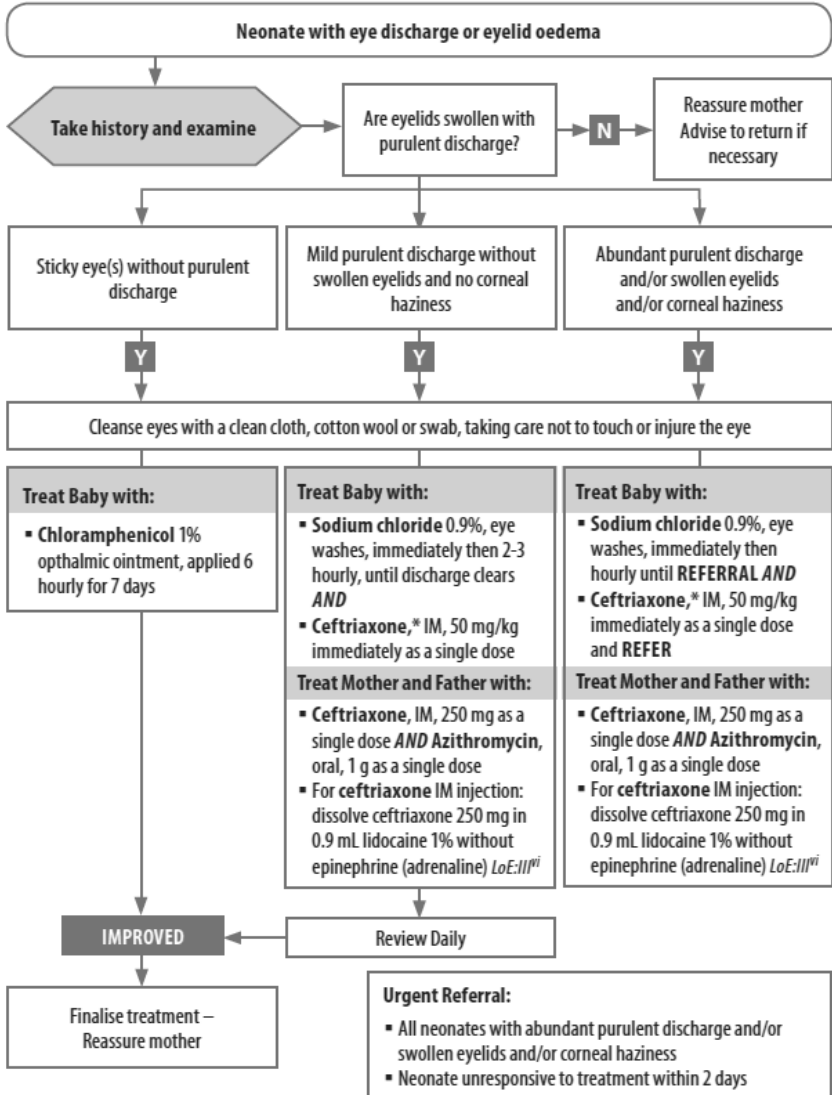 Neonate with eye discharge or eyelid oedema
Take history and examine
Are eyelids swollen with
purulent discharge?
N
Reassure mother
Advise to return if
necessary
Sticky eye(s) without purulent
discharge
Mild purulent discharge without
swollen eyelids and no corneal
haziness
Abundant purulent discharge
and/or swollen eyelids
and/or corneal haziness
Y
Y
Y
Cleanse eyes with a clean cloth, cotton wool or swab, taking care not to touch or injure the eye
Treat Baby with:
▪ Chloramphenicol 1%
opthalmic ointment, applied 6
hourly for 7 days
Treat Baby with:
▪ Sodium chloride 0.9%, eye
washes, immediately then 2-3
hourly, until discharge clears
AND
▪ Ceftriaxone,* IM, 50 mg/kg
immediately as a single dose
Treat Mother and Father with:
▪ Ceftriaxone, IM, 250 mg as a
single dose AND Azithromycin,
oral, 1 g as a single dose
▪ For ceftriaxone IM injection:
dissolve ceftriaxone 250 mg in
0.9 mL lidocaine 1% without
epinephrine (adrenaline) LoE:III^vi
Treat Baby with:
▪ Sodium chloride 0.9%, eye
washes, immediately then
hourly until REFERRAL AND
▪ Ceftriaxone,* IM, 50 mg/kg
immediately as a single dose
and REFER
Treat Mother and Father with:
▪ Ceftriaxone, IM, 250 mg as a
single dose AND Azithromycin,
oral, 1 g as a single dose
▪ For ceftriaxone IM injection:
dissolve ceftriaxone 250 mg in
0.9 mL lidocaine 1% without
epinephrine (adrenaline) LoE:III^vi
IMPROVED
Review Daily
Finalise treatment –
Reassure mother
Urgent Referral:
▪ All neonates with abundant purulent discharge and/or
swollen eyelids and/or corneal haziness
▪ Neonate unresponsive to treatment within 2 days